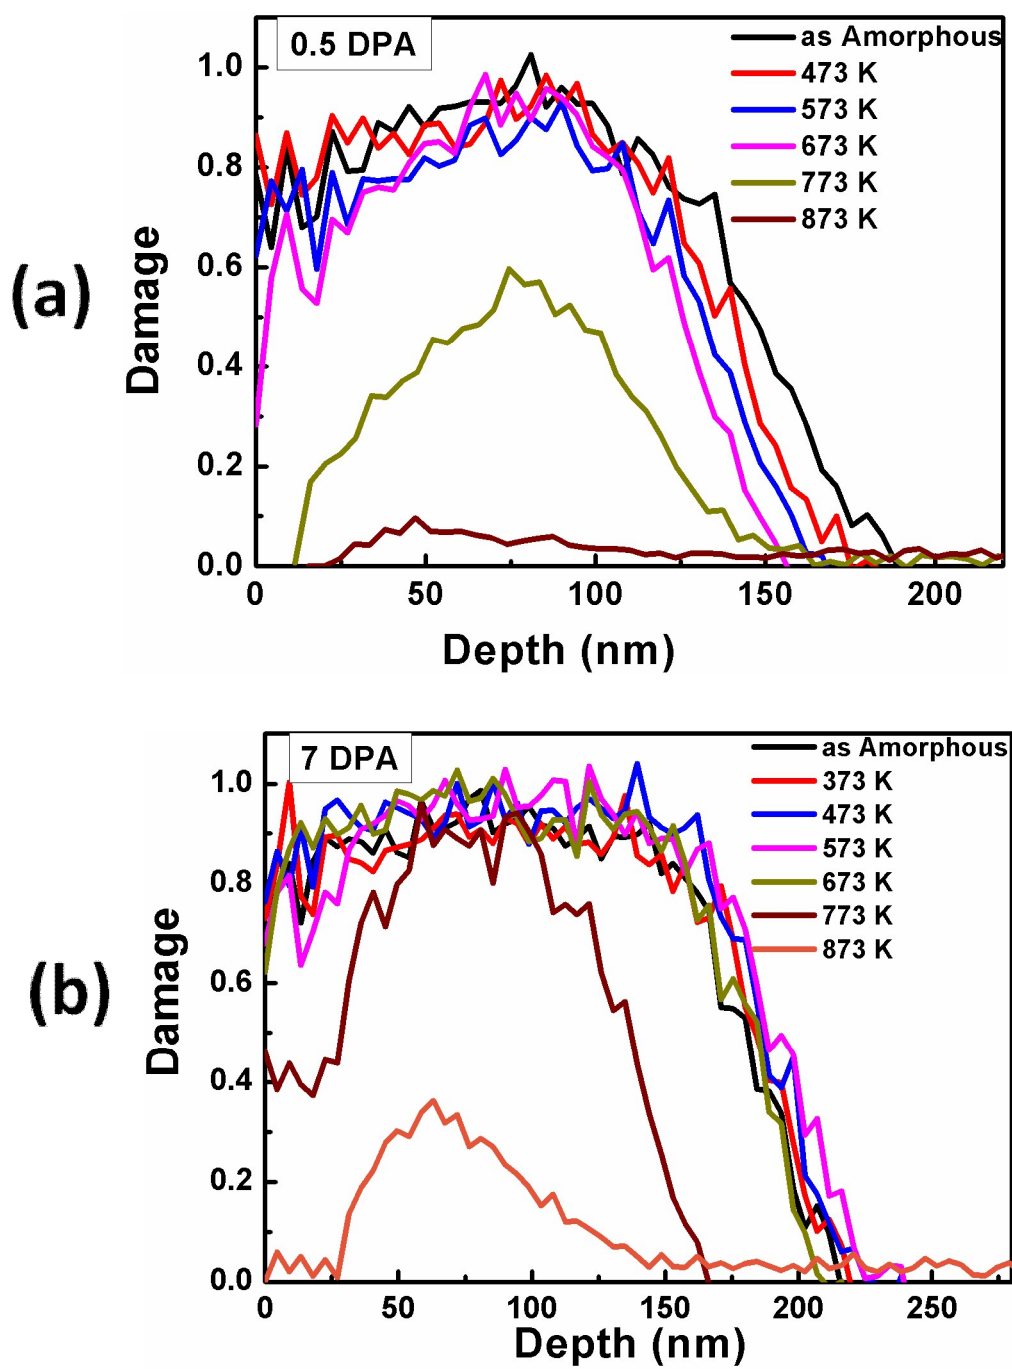 (a)
0.5 DPA
as Amorphous
473 K
573 K
673 K
773 K
873 K
Damage
1.0
0.8
0.6
0.4
0.2
0.0
0 50 100 150 200
Depth (nm)
(b)
7 DPA
as Amorphous
373 K
473 K
573 K
673 K
773 K
873 K
Damage
1.0
0.8
0.6
0.4
0.2
0.0
0 50 100 150 200 250
Depth (nm)